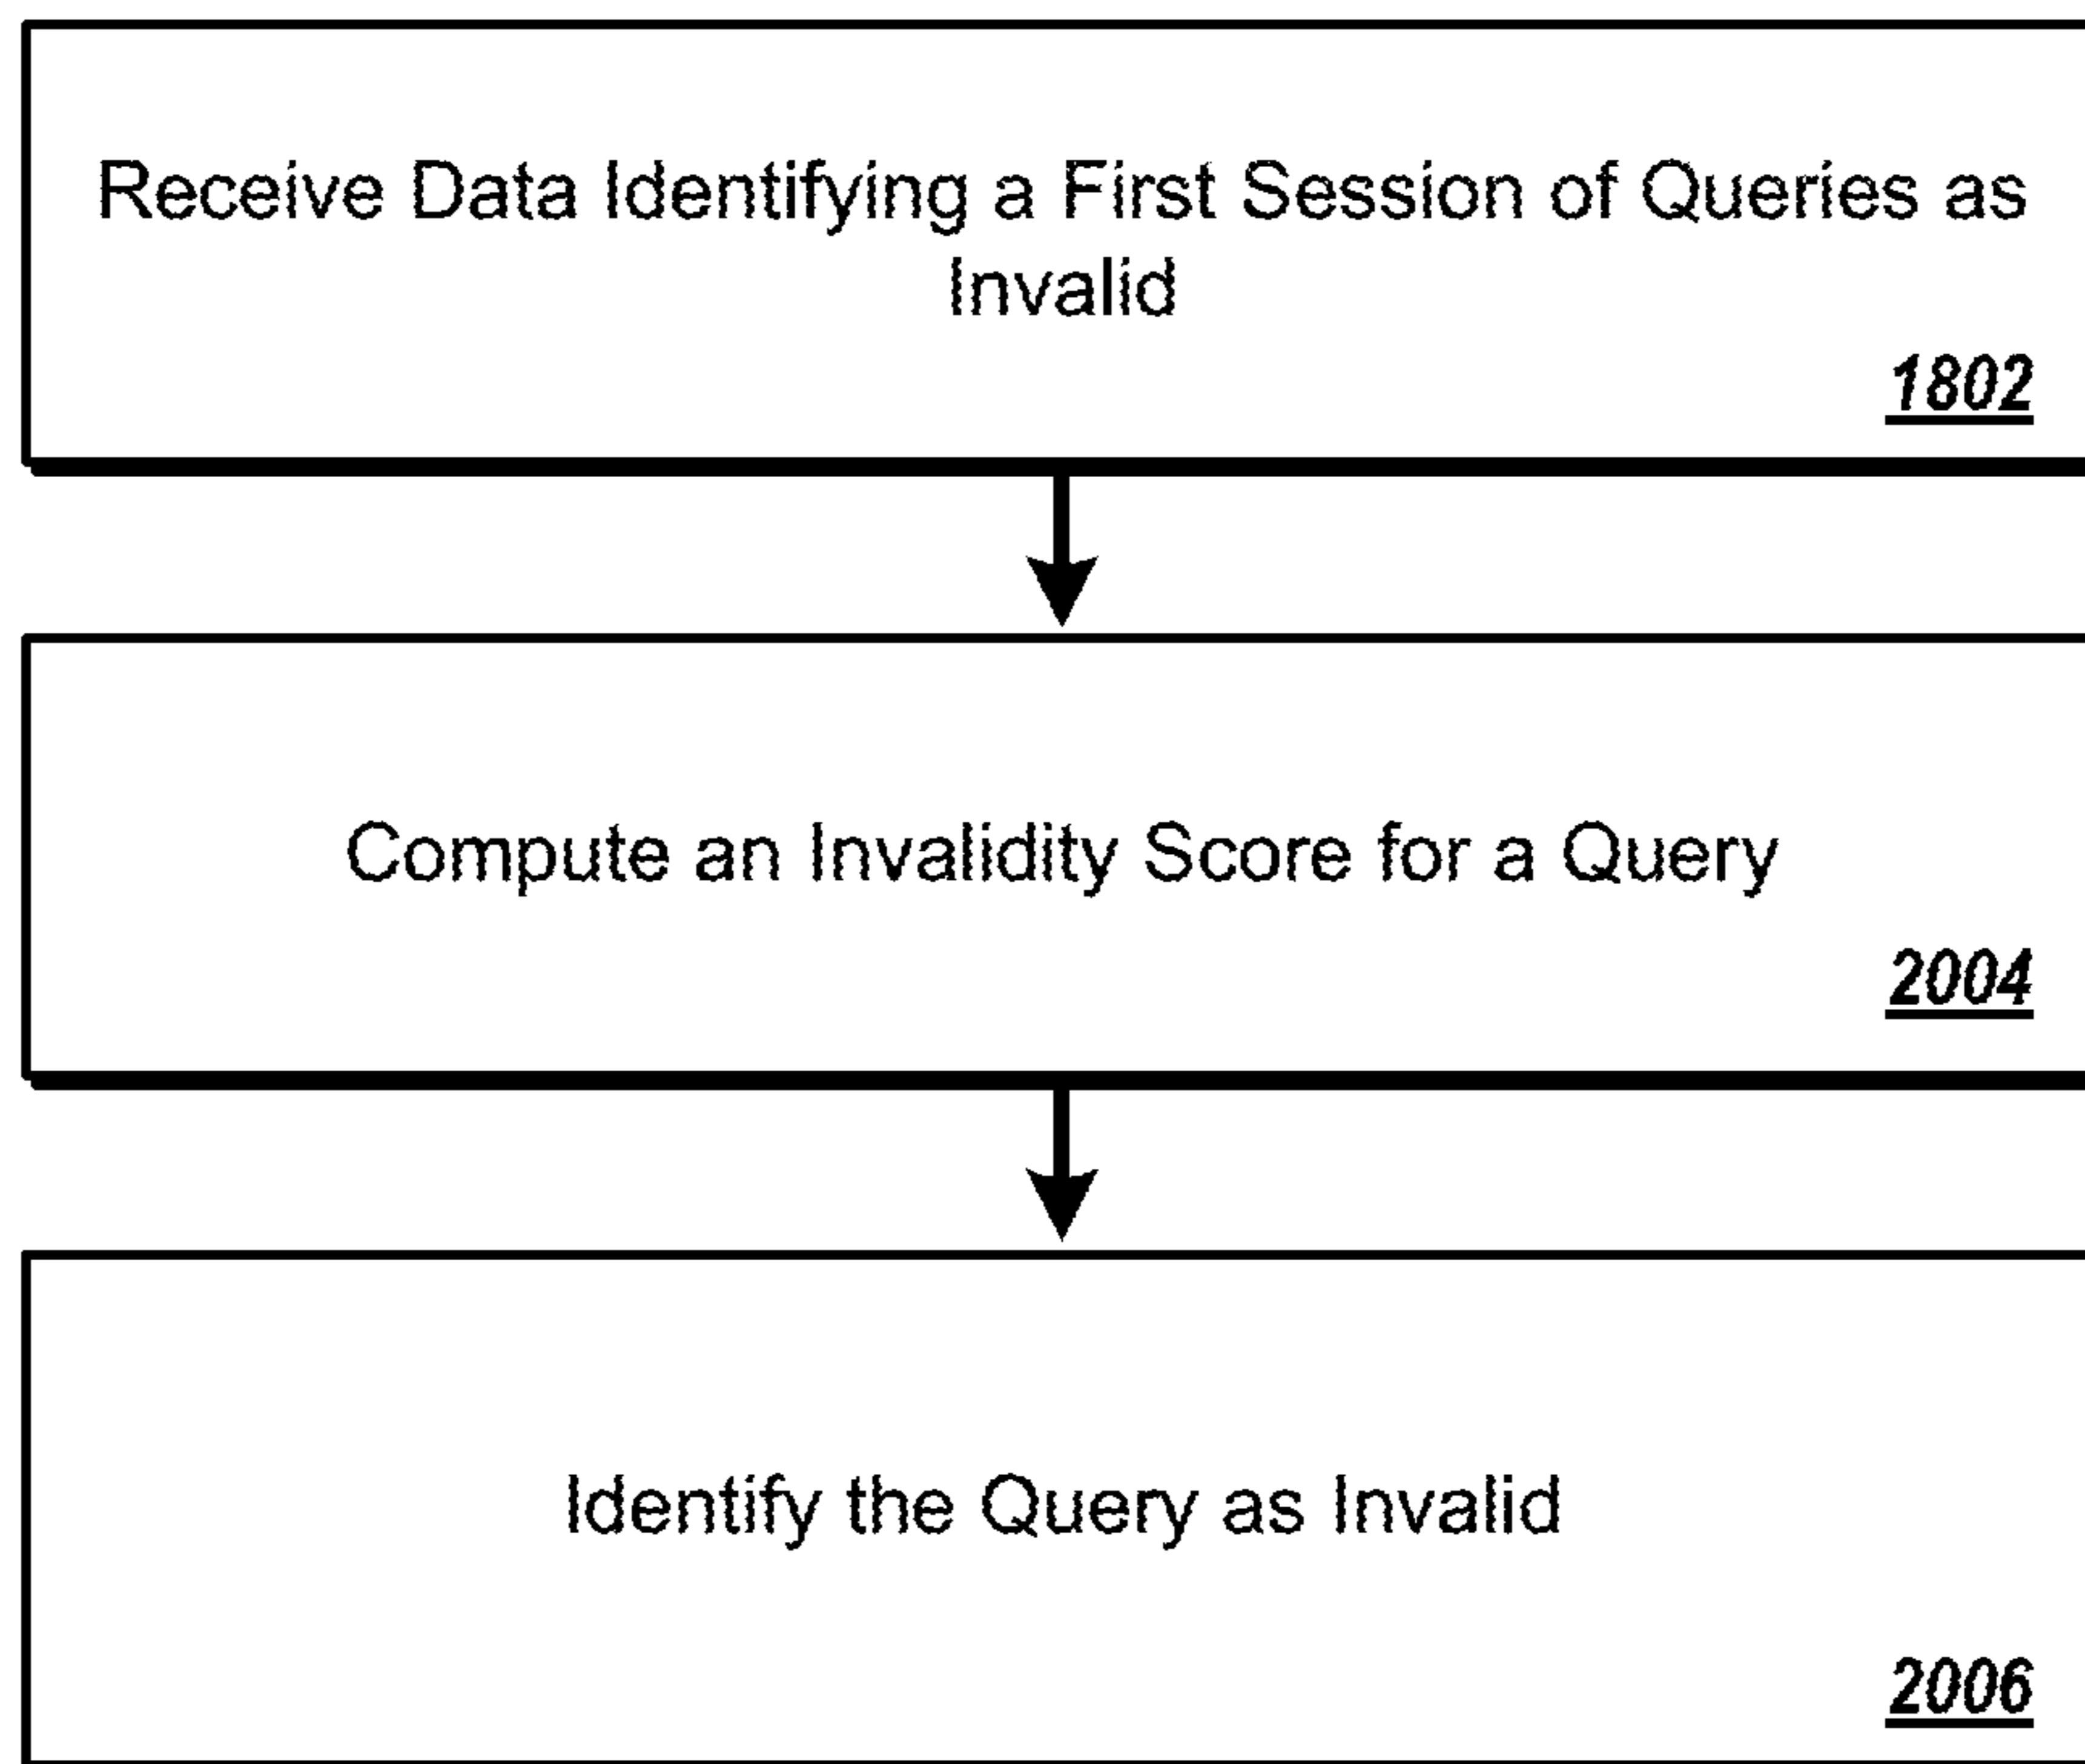 Receive Data Identifying a First Session of Queries as
Invalid
1802
Compute an Invalidity Score for a Query
2004
Identify the Query as Invalid
2006